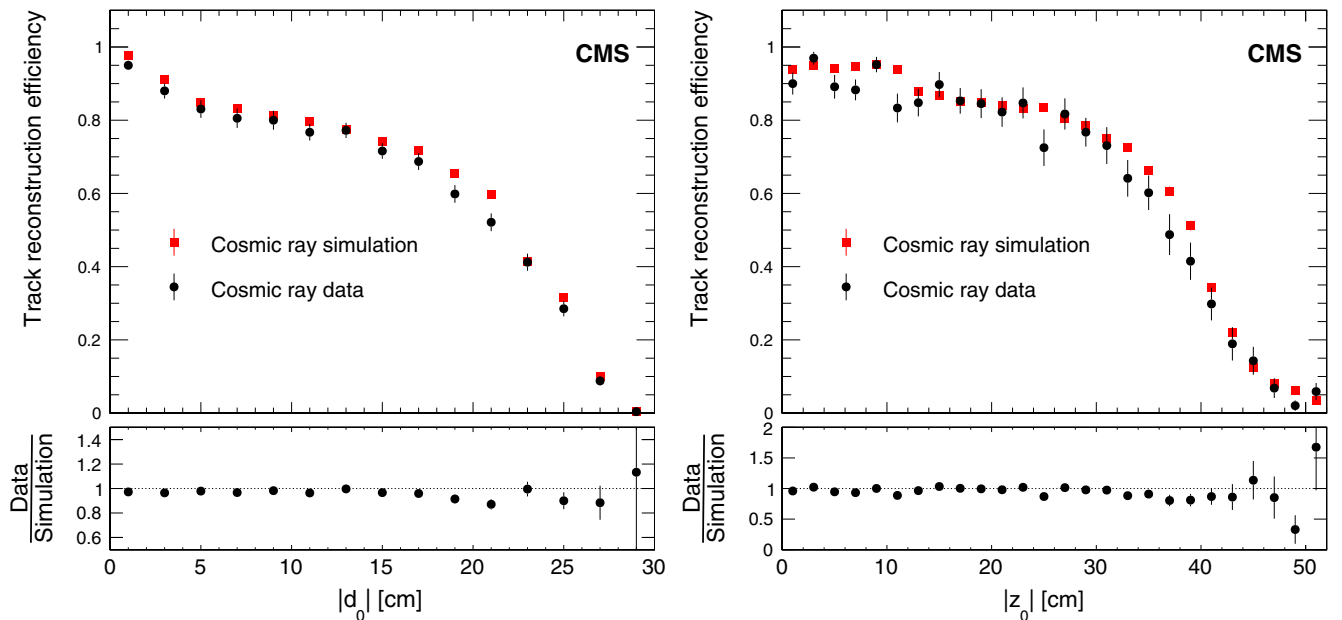 CMS
Track reconstruction efficiency
1
0.8
0.6
0.4
0.2
0
Cosmic ray simulation
Cosmic ray data
Data
Simulation
1.4
1.2
1
0.8
0.6
0 5 10 15 20 25 30
|d0| [cm]
CMS
Track reconstruction efficiency
1
0.8
0.6
0.4
0.2
0
Cosmic ray simulation
Cosmic ray data
Data
Simulation
2
1.5
1
0.5
0
0 10 20 30 40 50
|z0| [cm]